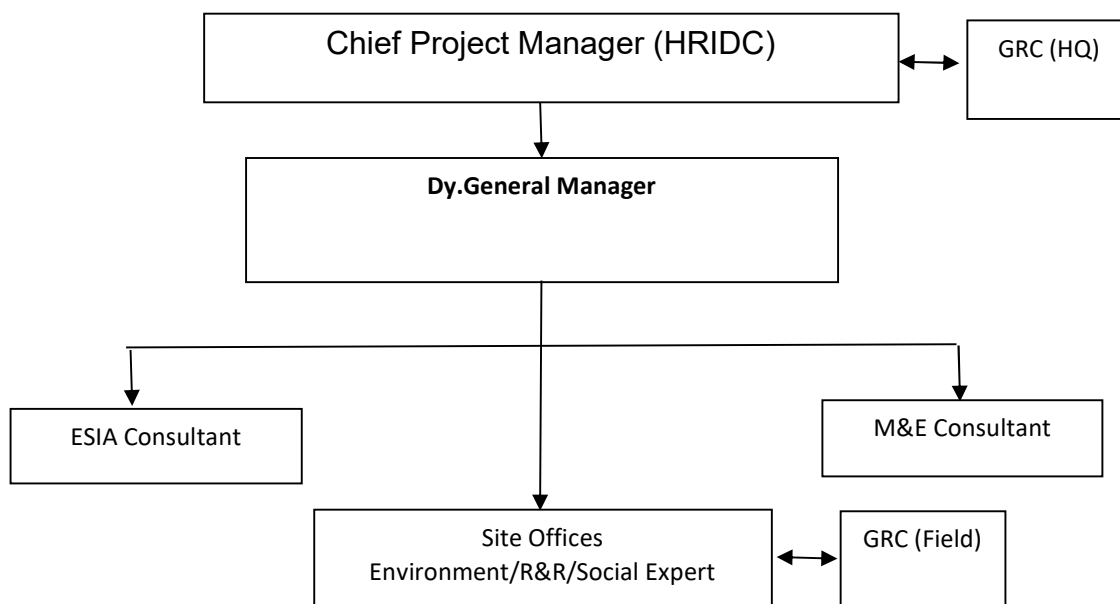 Chief Project Manager (HRIDC)
GRC (HQ)
Dy.General Manager
ESIA Consultant
M&E Consultant
Site Offices
Environment/R&R/Social Expert
GRC (Field)